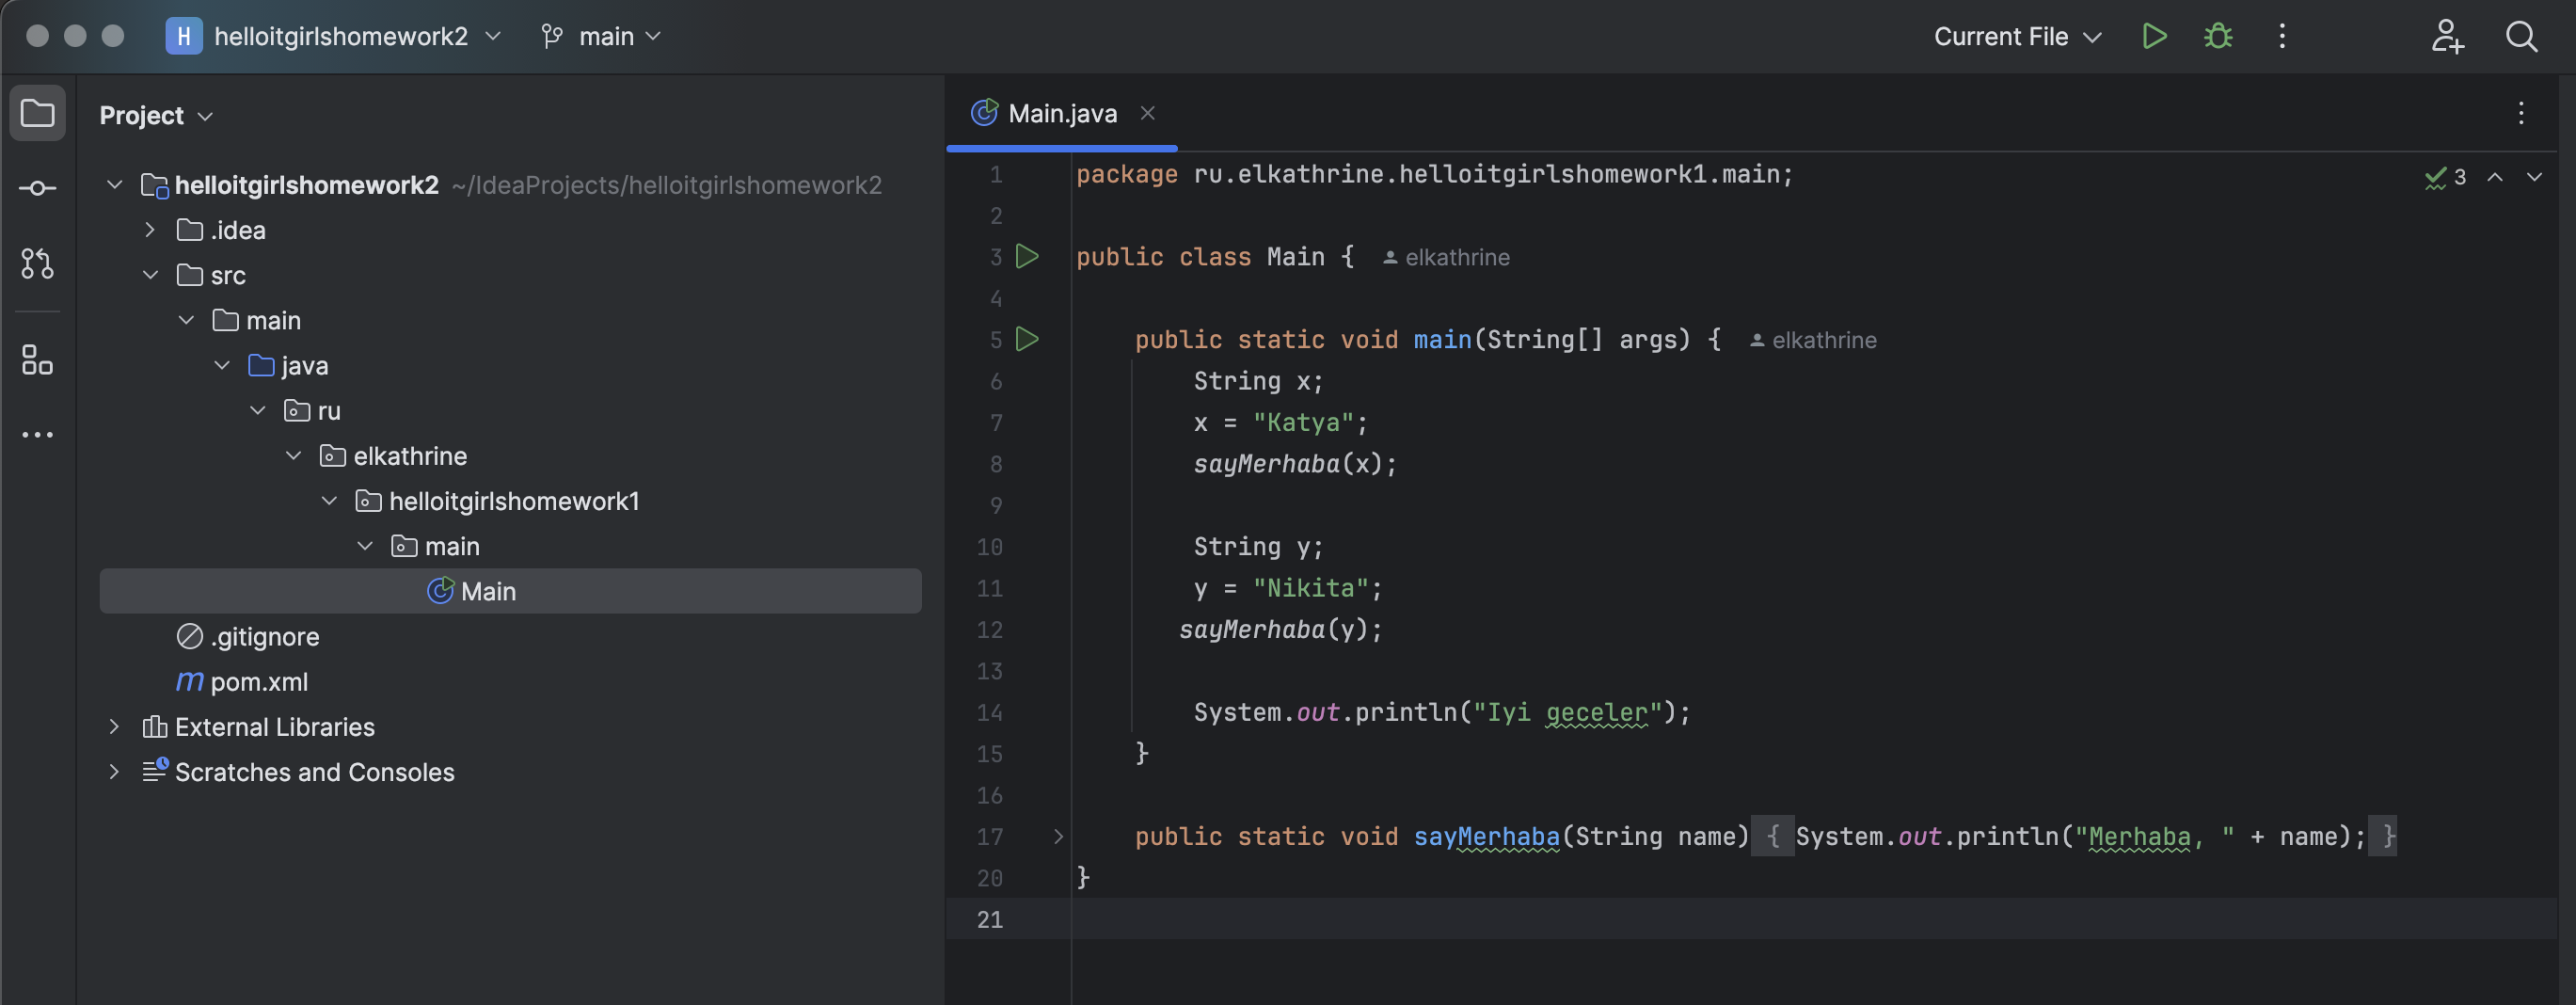 H helloitgirlshomework2 main Current File
Project
helloitgirlshomework2 ~/IdeaProjects/helloitgirlshomework2
.idea
src
main
java
ru
elkathrine
helloitgirlshomework1
main
Main
.gitignore
m pom.xml
External Libraries
Scratches and Consoles
Main.java
3
1 package ru.elkathrine.helloitgirlshomework1.main;
2
3 public class Main { elkathrine
4
5 public static void main(String[] args) { elkathrine
6 String x;
7 x = "Katya";
8 sayMerhaba(x);
9
10 String y;
11 y = "Nikita";
12 sayMerhaba(y);
13
14 System.out.println("Iyi geceler");
15 }
16
17 public static void sayMerhaba(String name) { System.out.println("Merhaba, " + name); }
20 }
21